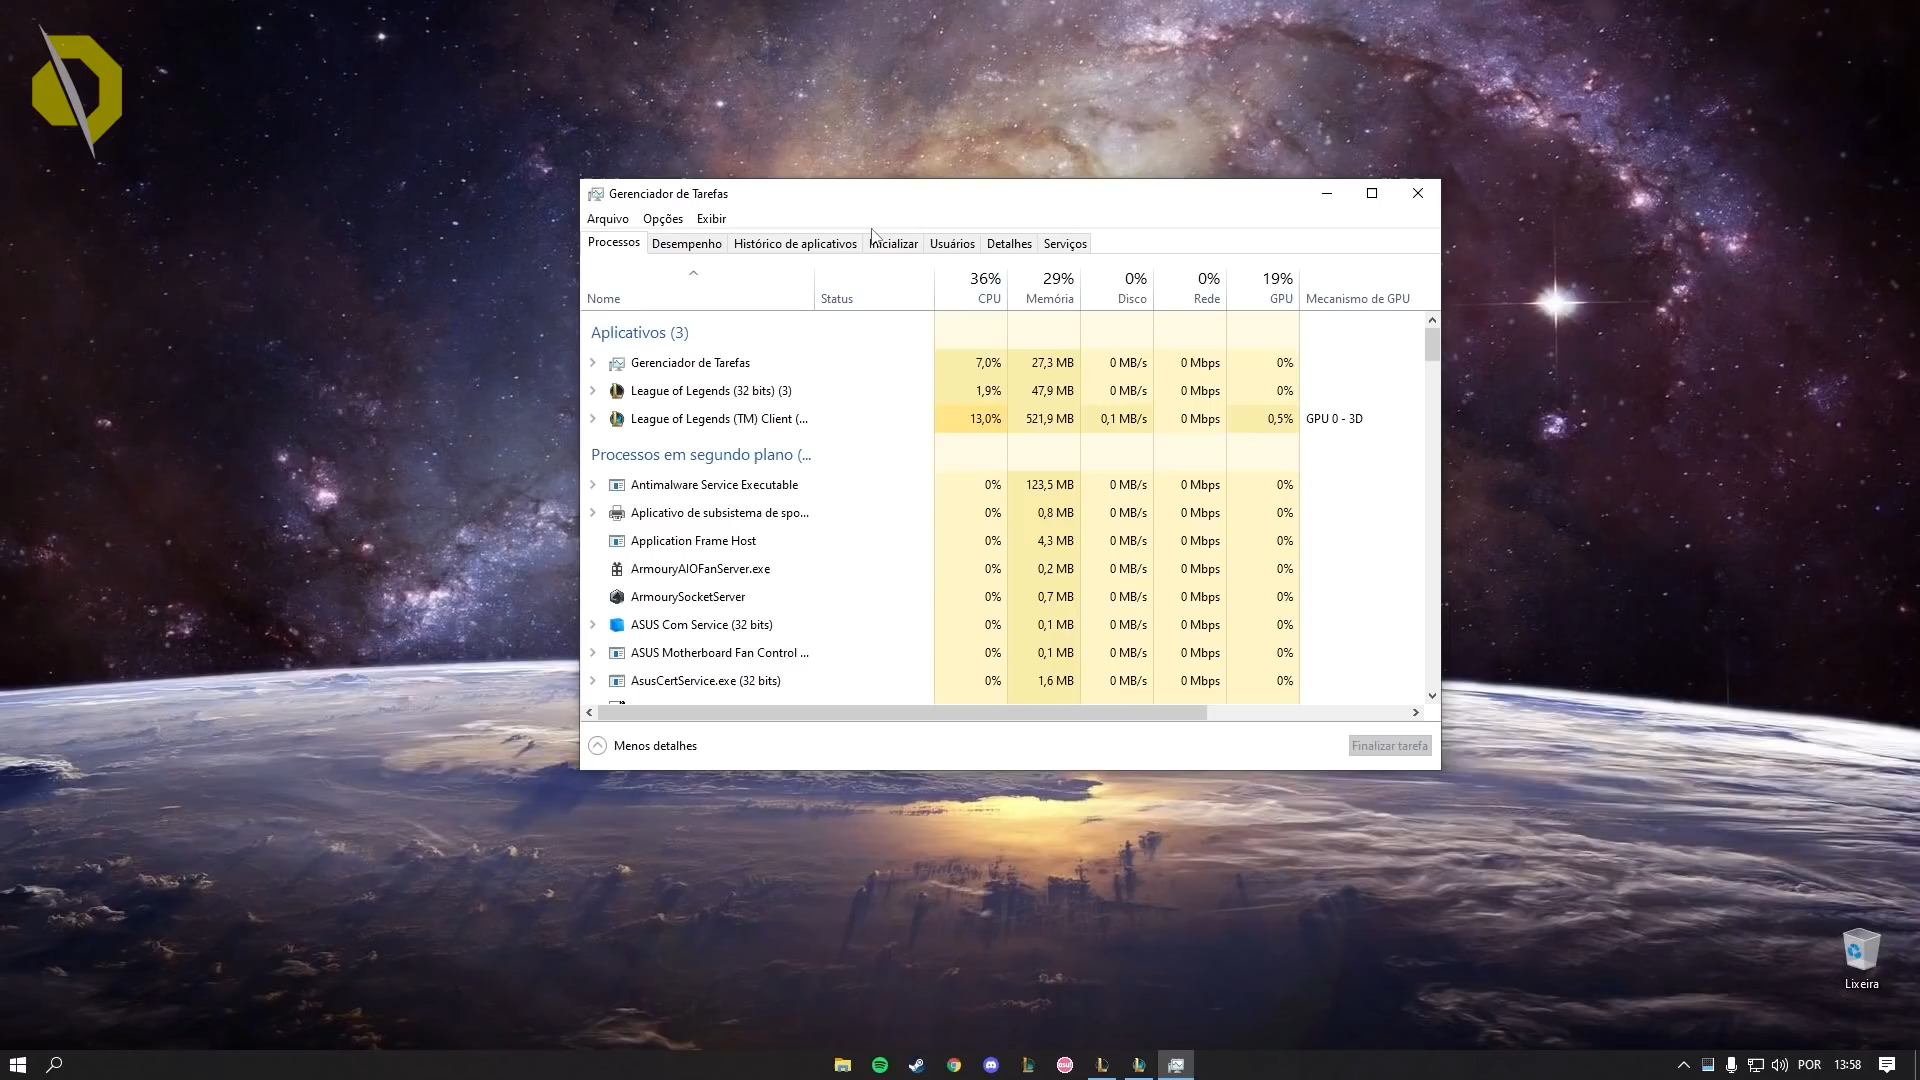 Gerenciador de Tarefas
Arquivo Opções Exibir
Processos Desempenho Histórico de aplicativos Inicializar Usuários Detalhes Serviços
36% 29% 0% 0% 19%
Nome Status CPU Memória Disco Rede GPU Mecanismo de GPU
Aplicativos (3)
Gerenciador de Tarefas 7,0% 27,3 MB 0 MB/s 0 Mbps 0%
League of Legends (32 bits) (3) 1,9% 47,9 MB 0 MB/s 0 Mbps 0%
League of Legends (TM) Client (... 13,0% 521,9 MB 0,1 MB/s 0 Mbps 0,5% GPU 0 - 3D
Processos em segundo plano (...
Antimalware Service Executable 0% 123,5 MB 0 MB/s 0 Mbps 0%
Aplicativo de subsistema de spo... 0% 0,8 MB 0 MB/s 0 Mbps 0%
Application Frame Host 0% 4,3 MB 0 MB/s 0 Mbps 0%
ArmouryAIOFanServer.exe 0% 0,2 MB 0 MB/s 0 Mbps 0%
ArmourySocketServer 0% 0,7 MB 0 MB/s 0 Mbps 0%
ASUS Com Service (32 bits) 0% 0,1 MB 0 MB/s 0 Mbps 0%
ASUS Motherboard Fan Control ... 0% 0,1 MB 0 MB/s 0 Mbps 0%
AsusCertService.exe (32 bits) 0% 1,6 MB 0 MB/s 0 Mbps 0%
Menos detalhes Finalizar tarefa
Lixeira
osu!
POR 13:58